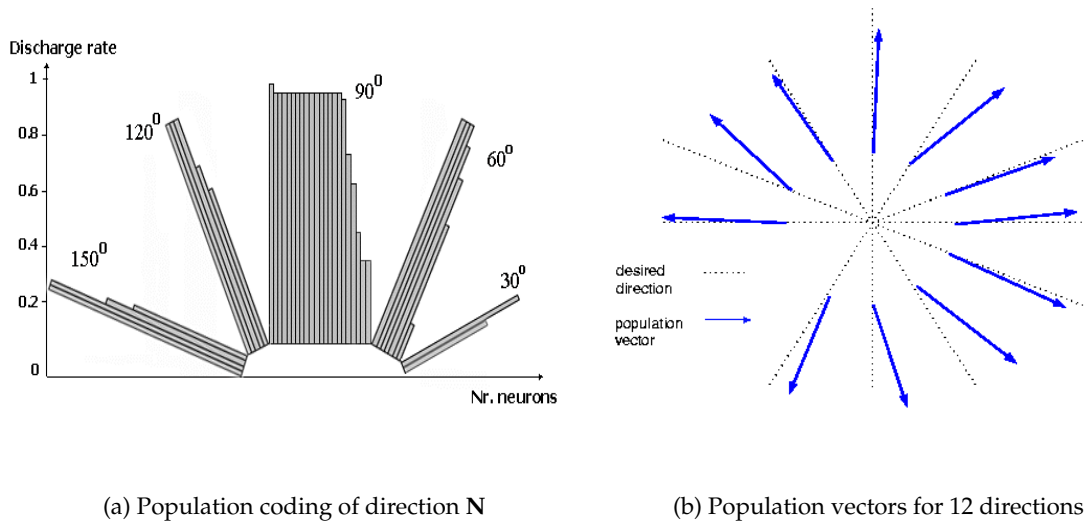 Discharge rate
1
0.8
0.6
0.4
0.2
0
150⁰
120⁰
90⁰
60⁰
30⁰
Nr. neurons
desired
direction
population
vector
(a) Population coding of direction N
(b) Population vectors for 12 directions